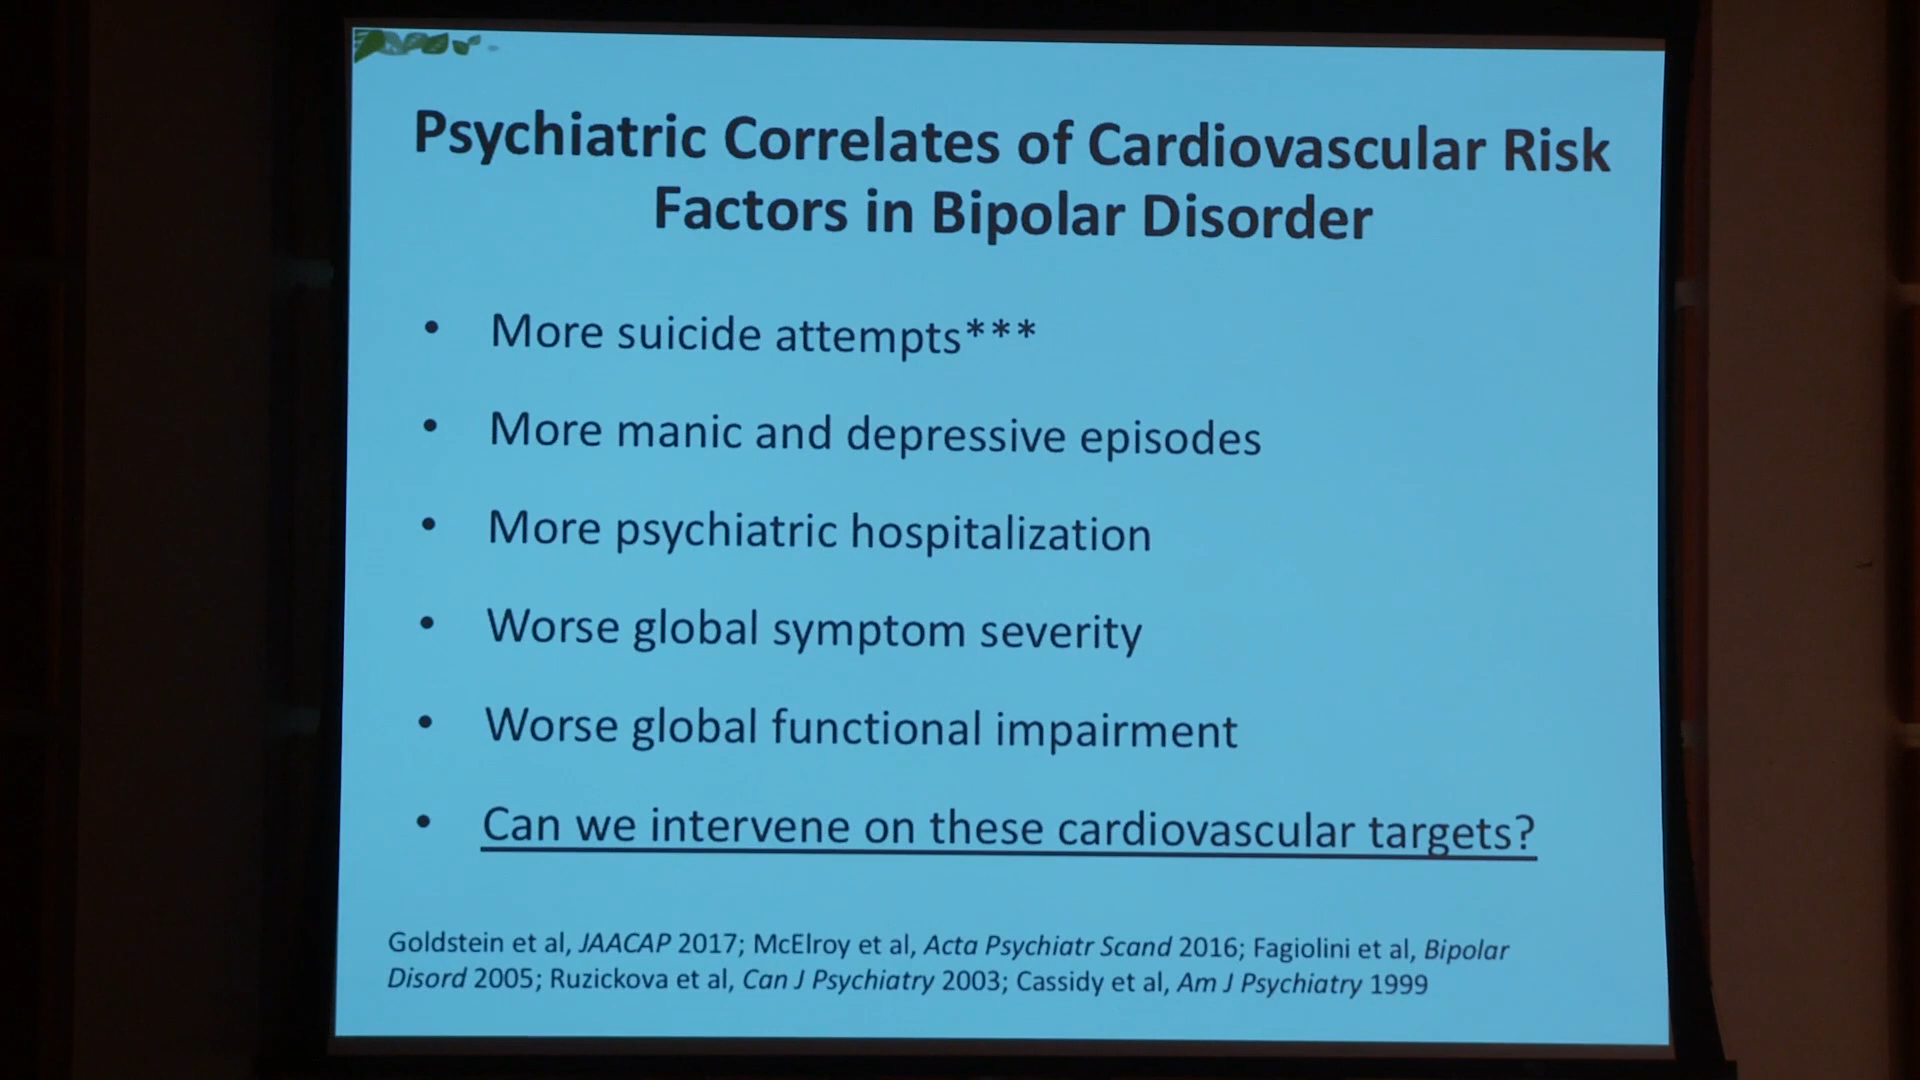 Psychiatric Correlates of Cardiovascular Risk
Factors in Bipolar Disorder
• More suicide attempts***
• More manic and depressive episodes
• More psychiatric hospitalization
• Worse global symptom severity
• Worse global functional impairment
• Can we intervene on these cardiovascular targets?
Goldstein et al, JAACAP 2017; McElroy et al, Acta Psychiatr Scand 2016; Fagiolini et al, Bipolar
Disord 2005; Ruzickova et al, Can J Psychiatry 2003; Cassidy et al, Am J Psychiatry 1999